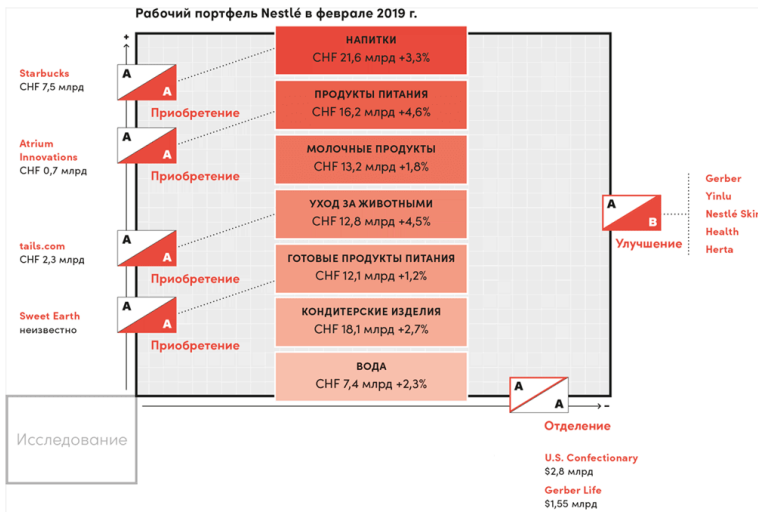 Рабочий портфель Nestlé в феврале 2019 г.
+
НАПИТКИ
CHF 21,6 млрд +3,3%
Starbucks
CHF 7,5 млрд
A
A
Приобретение
ПРОДУКТЫ ПИТАНИЯ
CHF 16,2 млрд +4,6%
Atrium
Innovations
CHF 0,7 млрд
A
A
Приобретение
МОЛОЧНЫЕ ПРОДУКТЫ
CHF 13,2 млрд +1,8%
УХОД ЗА ЖИВОТНЫМИ
CHF 12,8 млрд +4,5%
tails.com
CHF 2,3 млрд
A
A
Приобретение
ГОТОВЫЕ ПРОДУКТЫ ПИТАНИЯ
CHF 12,1 млрд +1,2%
Sweet Earth
неизвестно
A
A
Приобретение
КОНДИТЕРСКИЕ ИЗДЕЛИЯ
CHF 18,1 млрд +2,7%
ВОДА
CHF 7,4 млрд +2,3%
A
B
Улучшение
Gerber
Yinlu
Nestlé Skin
Health
Herta
Исследование
A
A
-
Отделение
U.S. Confectionary
$2,8 млрд
Gerber Life
$1,55 млрд